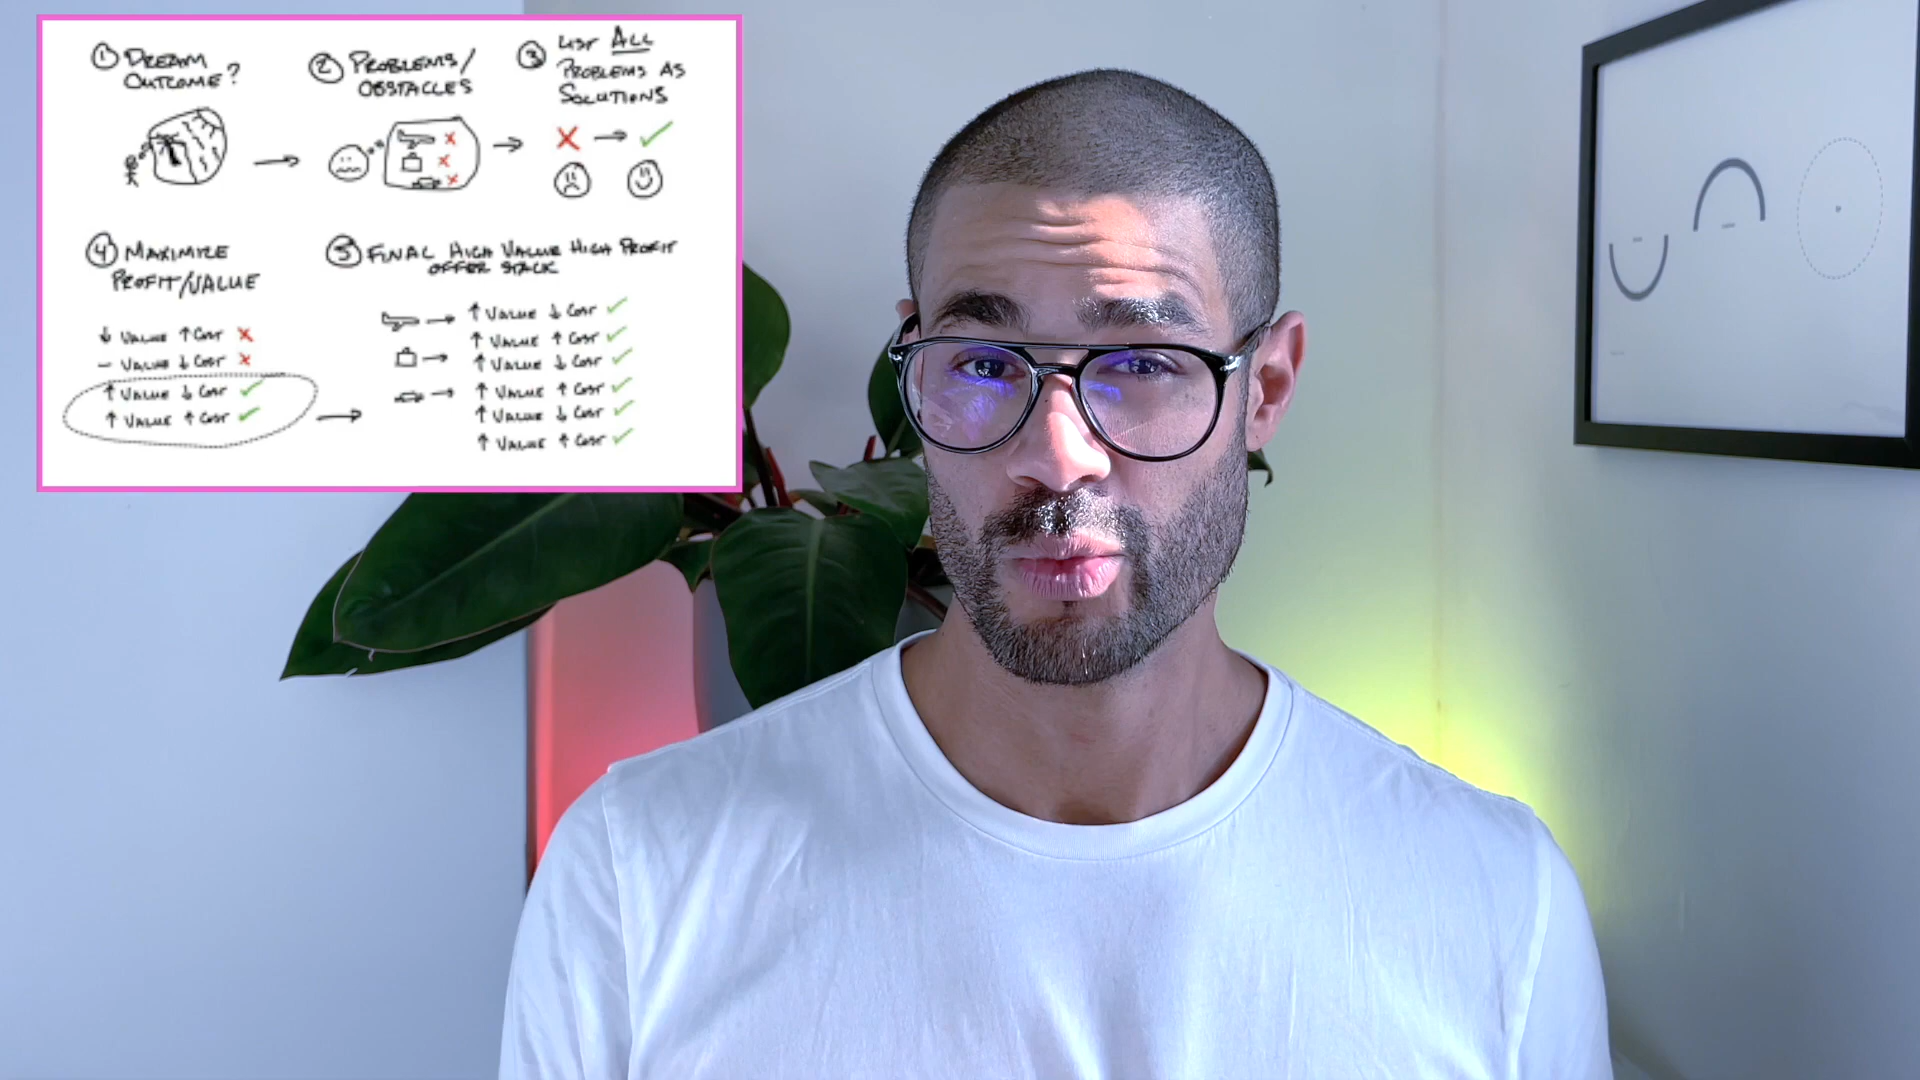 1 DREAM
OUTCOME?
2 PROBLEMS/
OBSTACLES
3 LIST ALL
PROBLEMS AS
SOLUTIONS
4 MAXIMIZE
PROFIT/VALUE
↓ VALUE ↑ COST ✗
– VALUE ↓ COST ✗
↑ VALUE ↓ COST ✓
↑ VALUE ↑ COST ✓
5 FINAL HIGH VALUE HIGH PROFIT
OFFER STACK
↑ VALUE ↓ COST ✓
↑ VALUE ↑ COST ✓
↑ VALUE ↓ COST ✓
↑ VALUE ↑ COST ✓
↑ VALUE ↓ COST ✓
↑ VALUE ↑ COST ✓